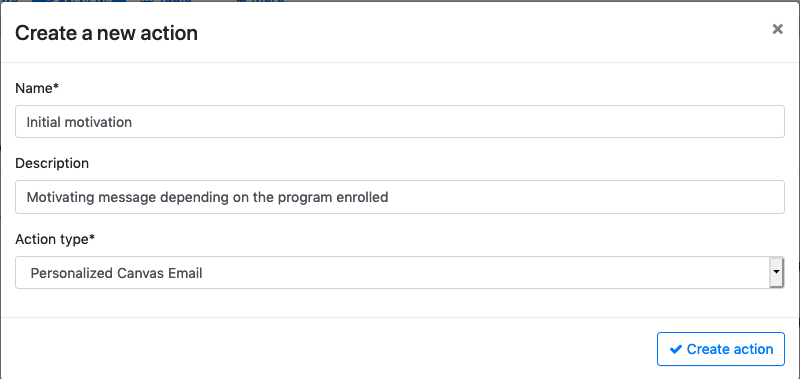 Create a new action
×
Name*
Initial motivation
Description
Motivating message depending on the program enrolled
Action type*
Personalized Canvas Email
Create action